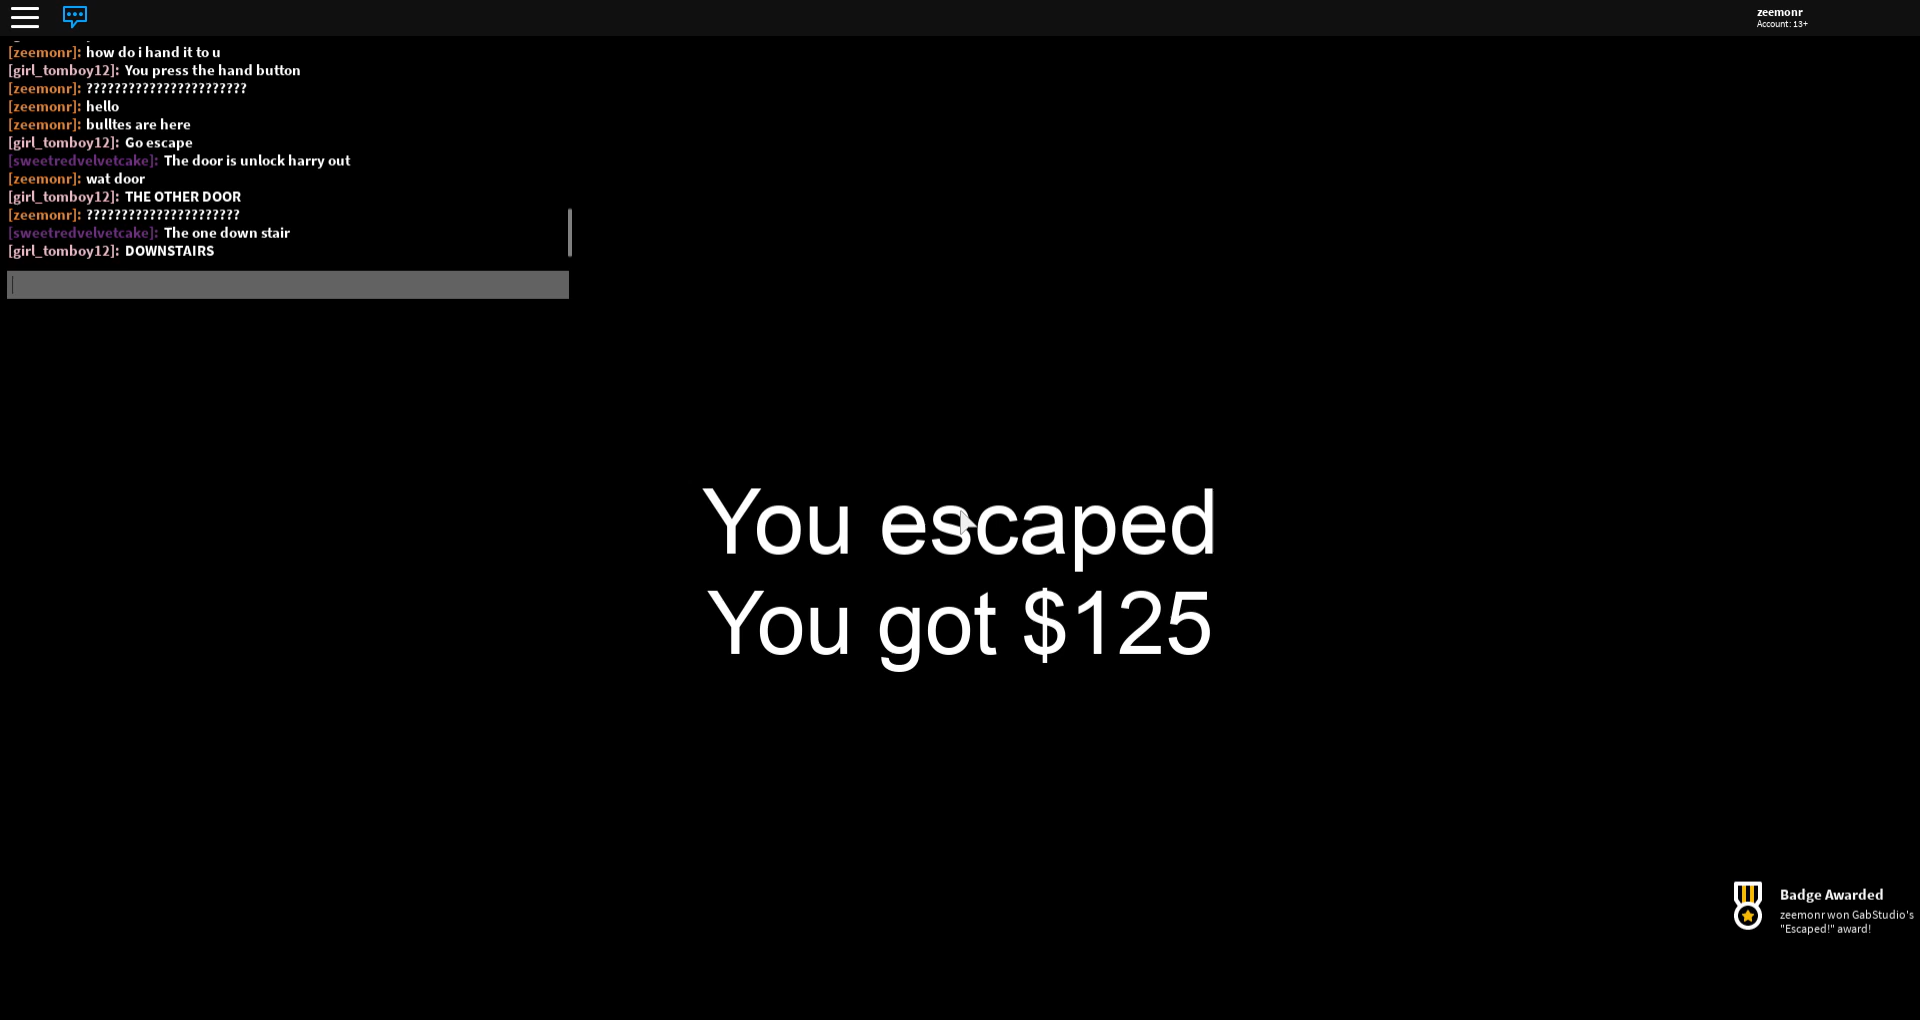 zeemonr
Account: 13+
[zeemonr]: how do i hand it to u
[girl_tomboy12]: You press the hand button
[zeemonr]: ???????????????????????
[zeemonr]: hello
[zeemonr]: bulltes are here
[girl_tomboy12]: Go escape
[sweetredvelvetcake]: The door is unlock harry out
[zeemonr]: wat door
[girl_tomboy12]: THE OTHER DOOR
[zeemonr]: ??????????????????????
[sweetredvelvetcake]: The one down stair
[girl_tomboy12]: DOWNSTAIRS
You escaped
You got $125
Badge Awarded
zeemonr won GabStudio's
"Escaped!" award!